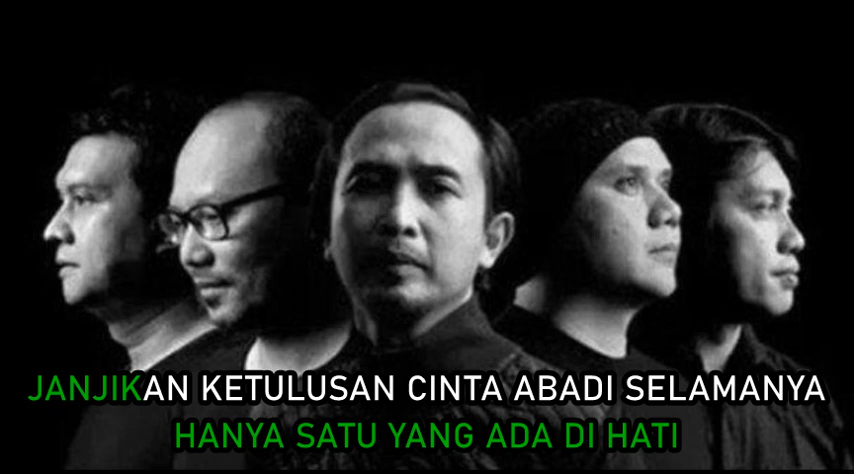 JANJIKAN KETULUSAN CINTA ABADI SELAMANYA
HANYA SATU YANG ADA DI HATI